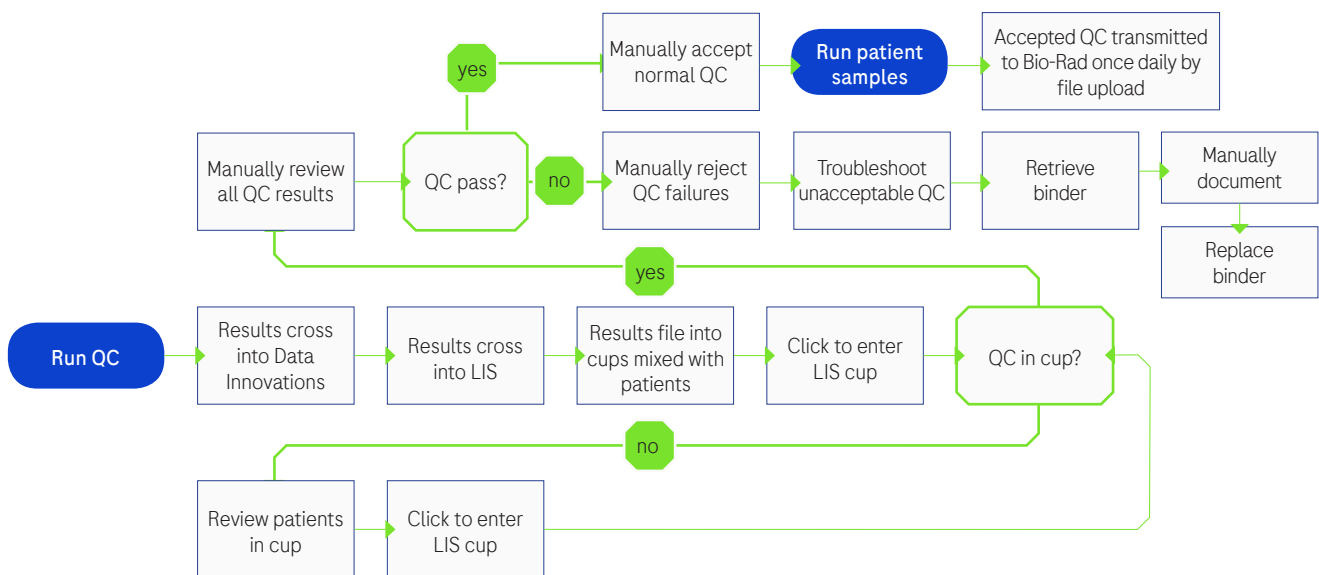 yes
Manually accept
normal QC
Run patient
samples
Accepted QC transmitted
to Bio-Rad once daily by
file upload
Manually review
all QC results
QC pass?
no
Manually reject
QC failures
Troubleshoot
unacceptable QC
Retrieve
binder
Manually
document
Replace
binder
yes
Run QC
Results cross
into Data
Innovations
Results cross
into LIS
Results file into
cups mixed with
patients
Click to enter
LIS cup
QC in cup?
no
Review patients
in cup
Click to enter
LIS cup